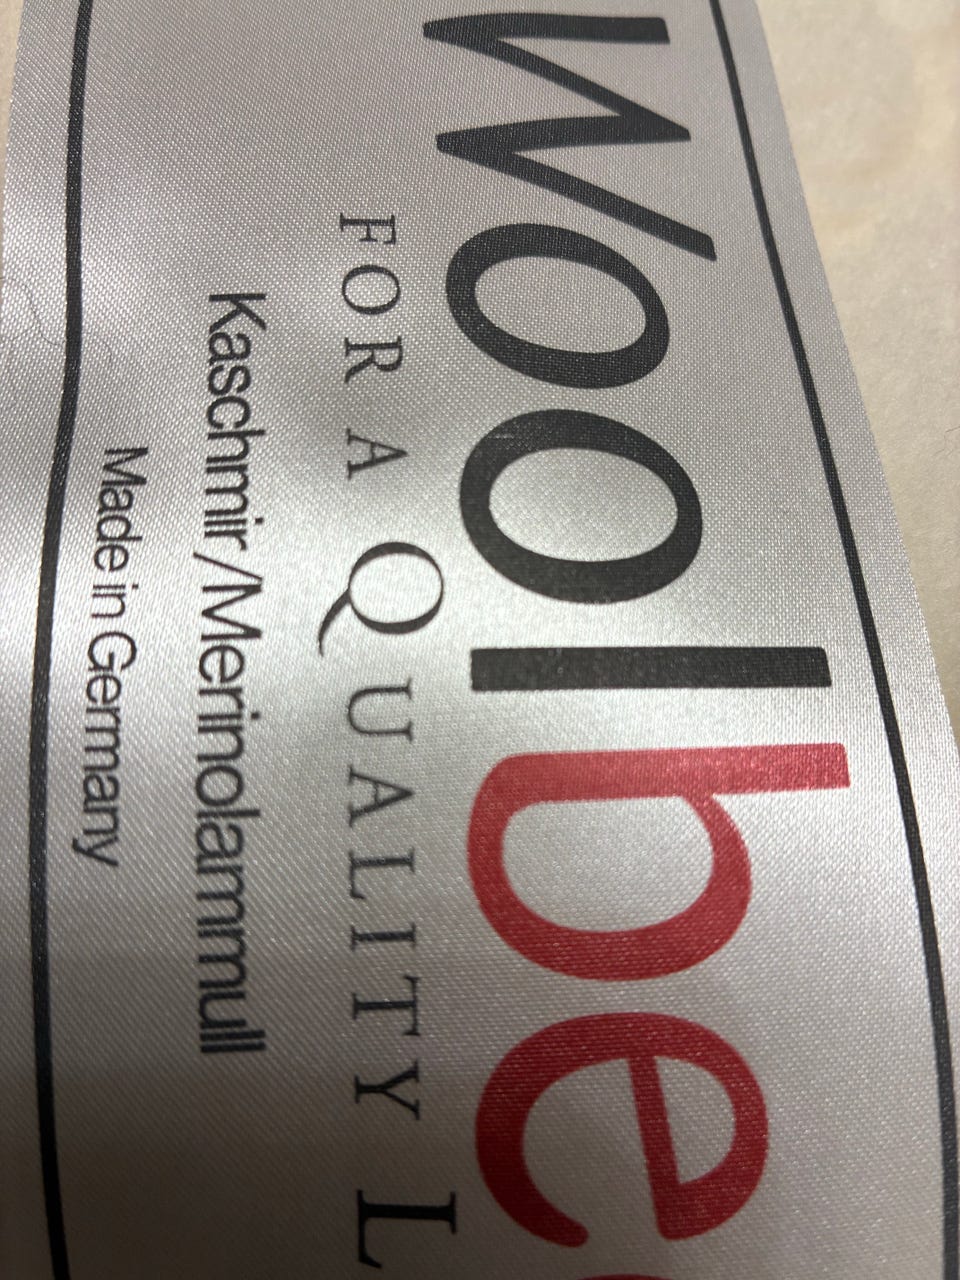 Woolbe
FOR A QUALITY L
Kaschmir/Merinolammull
Made in Germany